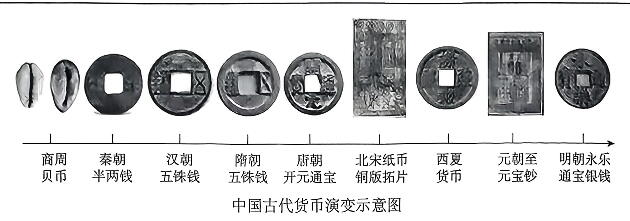 商周
贝币
秦朝
半两钱
汉朝
五铢钱
隋朝
五铢钱
唐朝
开元通宝
北宋纸币
铜版拓片
西夏
货币
元朝至
元宝钞
明朝永乐
通宝银钱
中国古代货币演变示意图